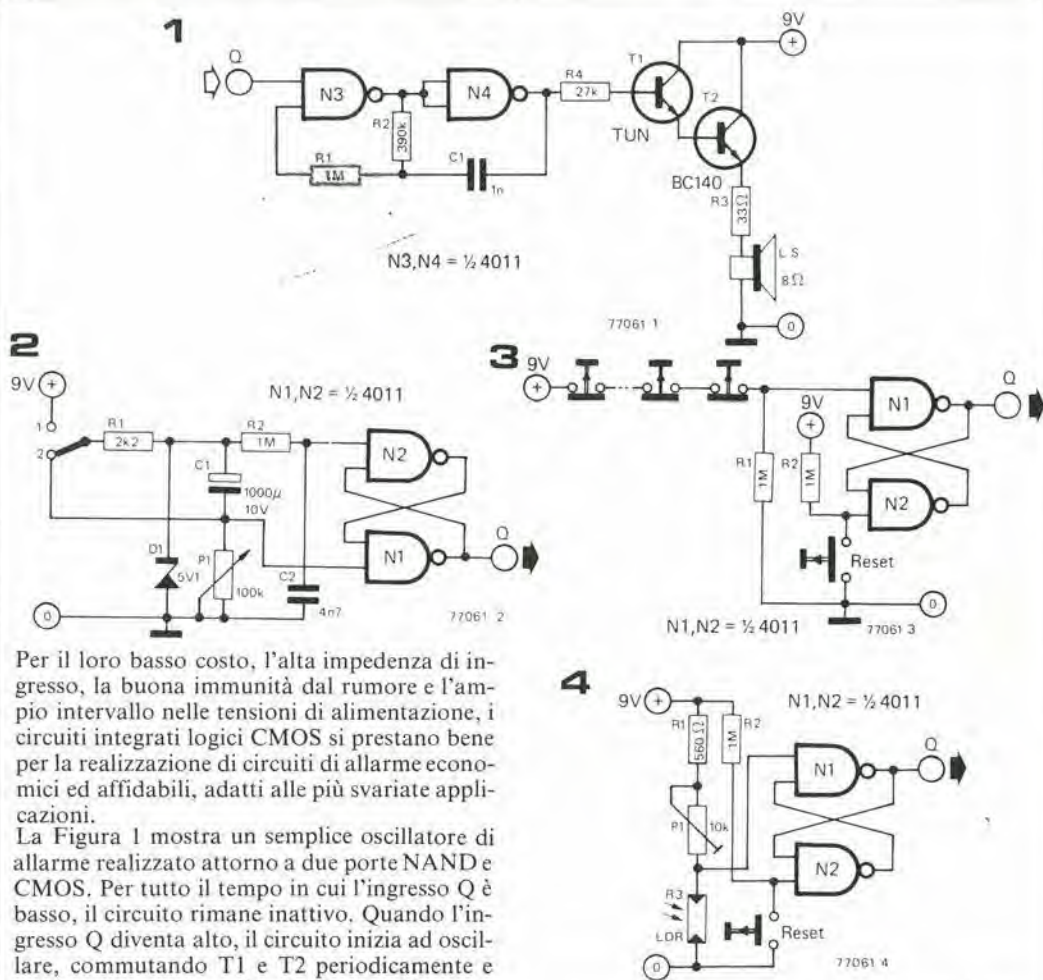 1
Q
N3
N4
R1
1M
R2
390k
C1
1n
R4
27k
T1
TUN
T2
BC140
R3
33Ω
L S
8Ω
9V
+
0
N3,N4 = ½ 4011
77061 1
2
9V +
1
2
R1
2k2
C1
1000µ
10V
R2
1M
D1
5V1
P1
100k
C2
4n7
N1,N2 = ½ 4011
N2
N1
Q
0
77061 2
3
9V
+
R1
1M
9V
+
R2
1M
N1
N2
Q
Reset
0
N1,N2 = ½ 4011
77061 3
4
9V +
R1
560 Ω
R2
1M
P1
10k
R3
LDR
N1,N2 = ½ 4011
N1
N2
Q
Reset
0
77061 4
Per il loro basso costo, l'alta impedenza di in-
gresso, la buona immunità dal rumore e l'am-
pio intervallo nelle tensioni di alimentazione, i
circuiti integrati logici CMOS si prestano bene
per la realizzazione di circuiti di allarme econo-
mici ed affidabili, adatti alle più svariate appli-
cazioni.
La Figura 1 mostra un semplice oscillatore di
allarme realizzato attorno a due porte NAND e
CMOS. Per tutto il tempo in cui l'ingresso Q è
basso, il circuito rimane inattivo. Quando l'in-
gresso Q diventa alto, il circuito inizia ad oscil-
lare, commutando T1 e T2 periodicamente e